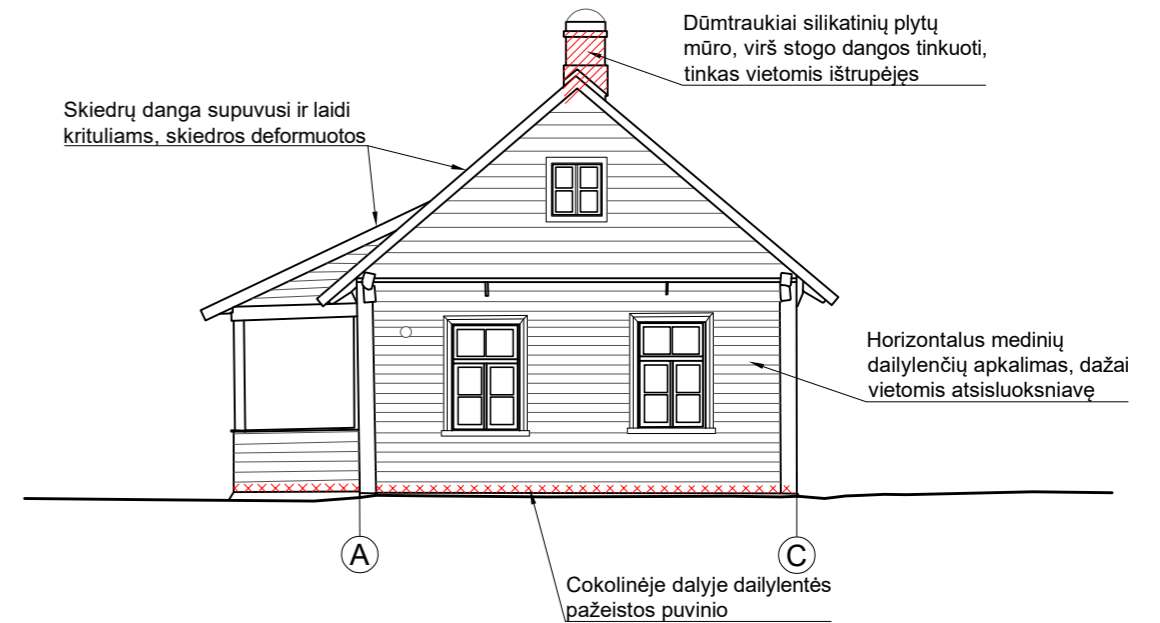 Dūmtraukiai silikatinių plytų
mūro, virš stogo dangos tinkuoti,
tinkas vietomis ištrupėjęs
Skiedrų danga supuvusi ir laidi
krituliams, skiedros deformuotos
Horizontalus medinių
dailylenčių apkalimas, dažai
vietomis atsisluoksniavę
A
C
Cokolinėje dalyje dailylentės
pažeistos puvinio